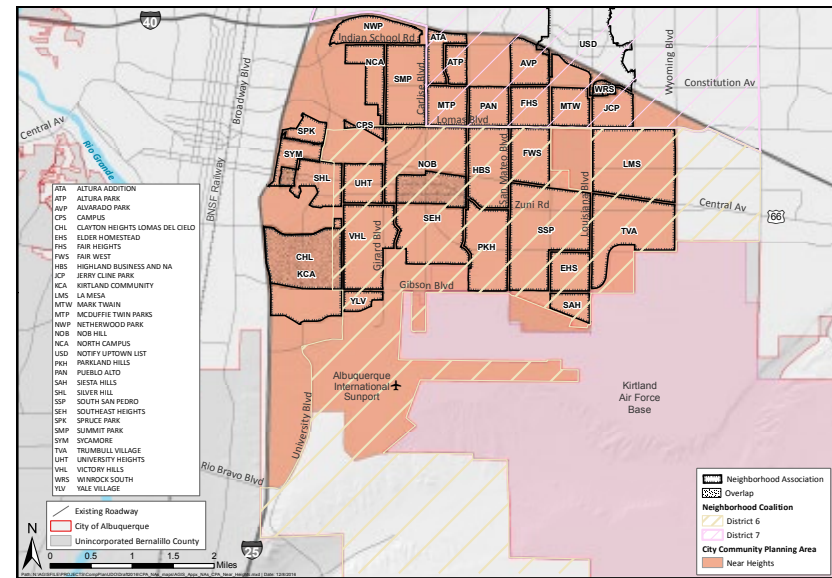 40
NWP
Indian School Rd
ATA
USD
NCA
SMP
ATP
AVP
Carlise Blvd
Broadway Blvd
Wyoming Blvd
Constitution Av
WRS
MTP
PAN
FHS
MTW
JCP
Lomas Blvd
CPS
SPK
Central Av
Rio Grande
SYM
NOB
HBS
San Mateo Blvd
FWS
LMS
SHL
UHT
Louisiana Blvd
BNSF Railway
Zuni Rd
Central Av
66
SEH
VHL
Girard Blvd
PKH
SSP
TVA
CHL
KCA
EHS
Gibson Blvd
YLV
SAH
Albuquerque
International
Sunport
Kirtland
Air Force
Base
University Blvd
Rio Bravo Blvd
25
ATA ALTURA ADDITION
ATP ALTURA PARK
AVP ALVARADO PARK
CPS CAMPUS
CHL CLAYTON HEIGHTS LOMAS DEL CIELO
EHS ELDER HOMESTEAD
FHS FAIR HEIGHTS
FWS FAIR WEST
HBS HIGHLAND BUSINESS AND NA
JCP JERRY CLINE PARK
KCA KIRTLAND COMMUNITY
LMS LA MESA
MTW MARK TWAIN
MTP MCDUFFIE TWIN PARKS
NWP NETHERWOOD PARK
NOB NOB HILL
NCA NORTH CAMPUS
USD NOTIFY UPTOWN LIST
PKH PARKLAND HILLS
PAN PUEBLO ALTO
SAH SIESTA HILLS
SHL SILVER HILL
SSP SOUTH SAN PEDRO
SEH SOUTHEAST HEIGHTS
SPK SPRUCE PARK
SMP SUMMIT PARK
SYM SYCAMORE
TVA TRUMBULL VILLAGE
UHT UNIVERSITY HEIGHTS
VHL VICTORY HILLS
WRS WINROCK SOUTH
YLV YALE VILLAGE
Existing Roadway
City of Albuquerque
Unincorporated Bernalillo County
N
0 0.5 1 1.5 2
Miles
Neighborhood Association
Overlap
Neighborhood Coalition
District 6
District 7
City Community Planning Area
Near Heights